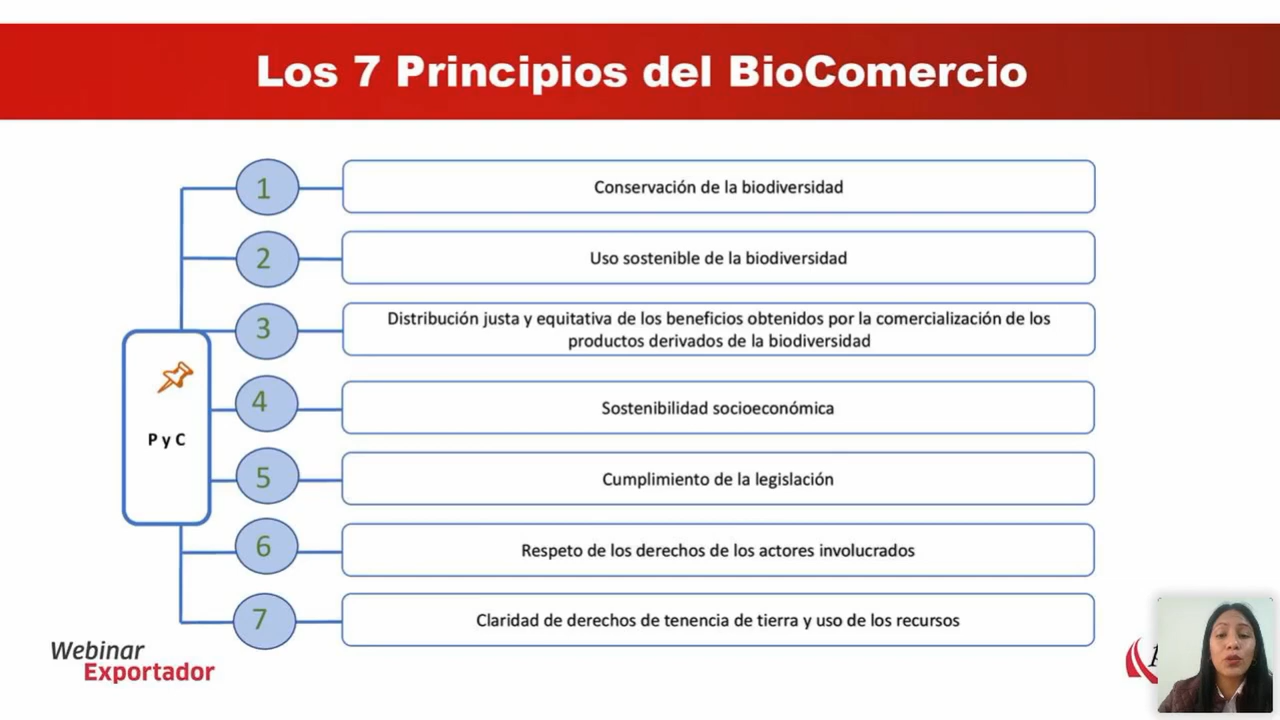 Los 7 Principios del BioComercio
1
Conservación de la biodiversidad
2
Uso sostenible de la biodiversidad
3
Distribución justa y equitativa de los beneficios obtenidos por la comercialización de los
productos derivados de la biodiversidad
P y C
4
Sostenibilidad socioeconómica
5
Cumplimiento de la legislación
6
Respeto de los derechos de los actores involucrados
7
Claridad de derechos de tenencia de tierra y uso de los recursos
Webinar
Exportador